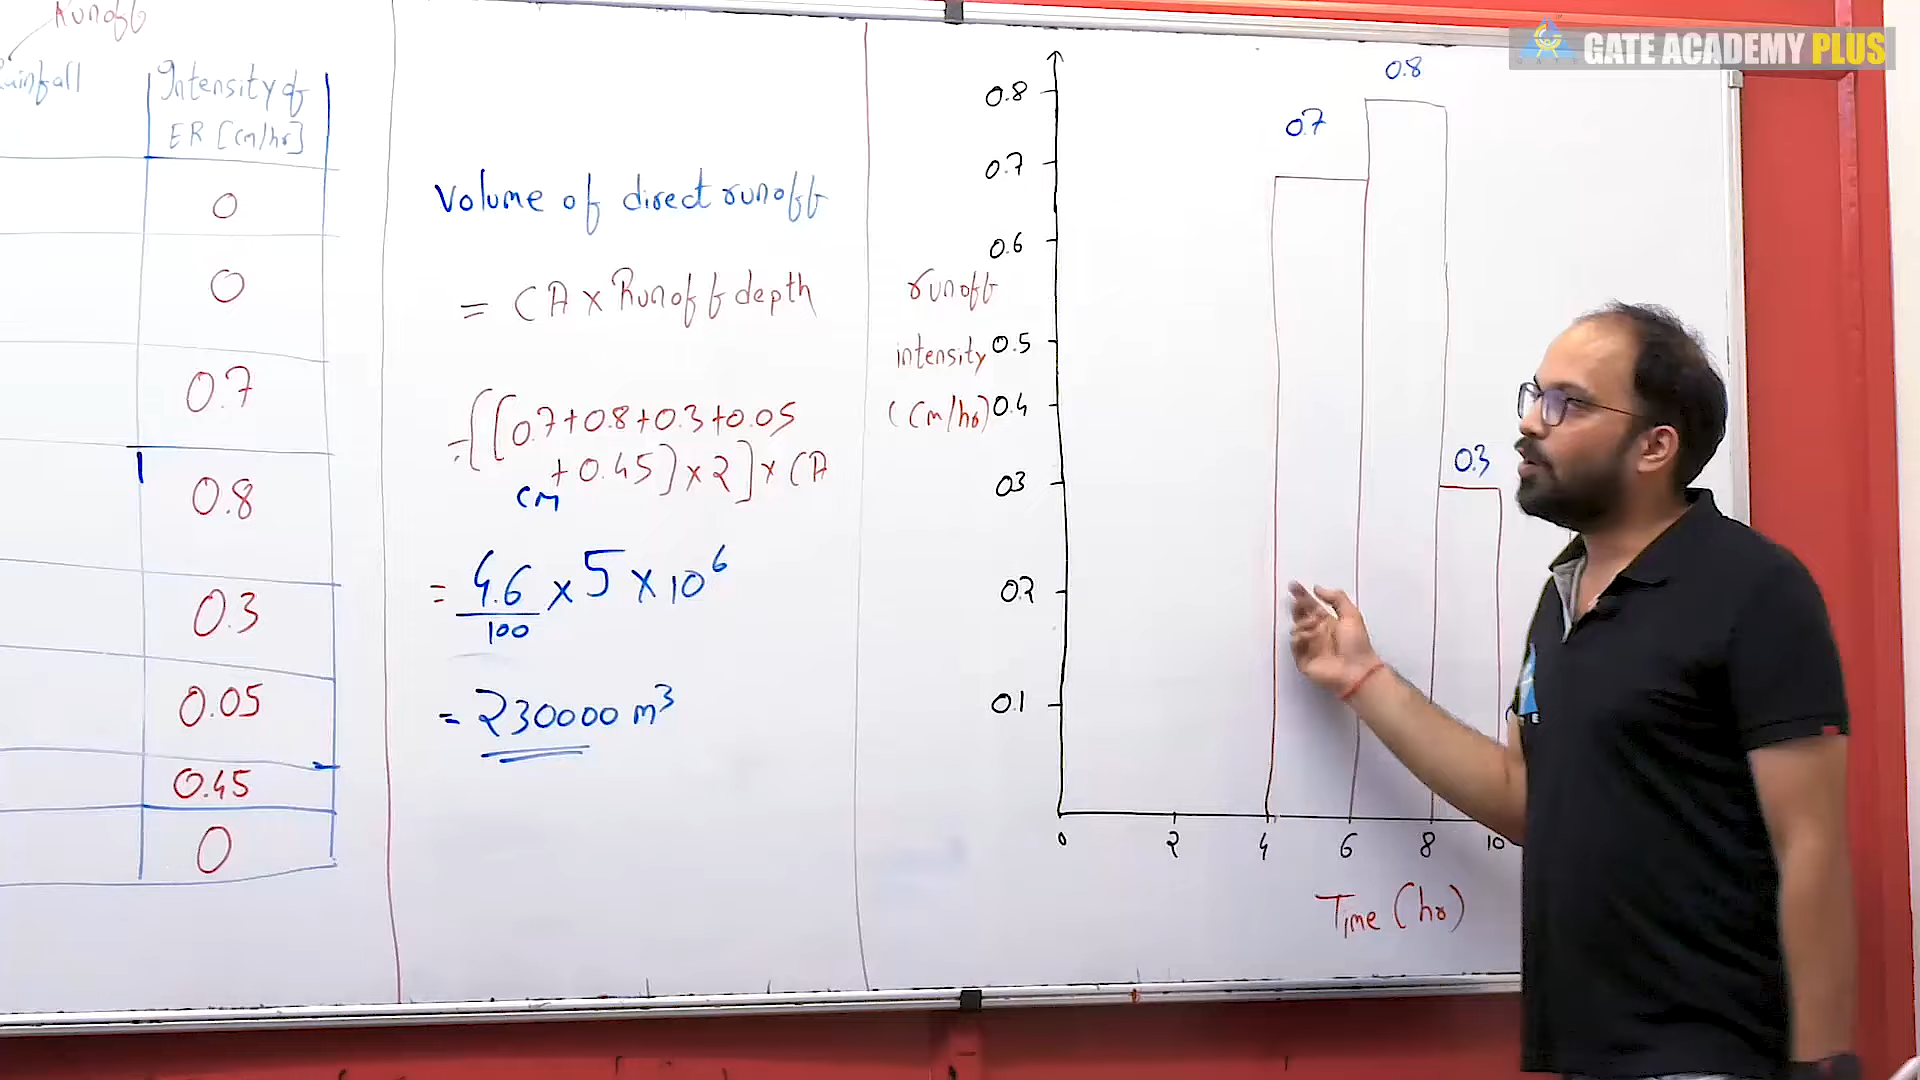 Runoff
Rainfall
Intensity of
ER [cm/hr]
0
0
0.7
0.8
0.3
0.05
0.45
0
Volume of direct runoff
= CA × Runoff depth
= [(0.7+0.8+0.3+0.05
+0.45) × 2] × CA
cm
= 4.6 × 5 × 10⁶
100
= 230000 m³
runoff
intensity
(cm/hr)
0.8
0.7
0.6
0.5
0.4
0.3
0.2
0.1
0 2 4 6 8 10
Time (hr)
0.7
0.8
0.3
GATE ACADEMY PLUS